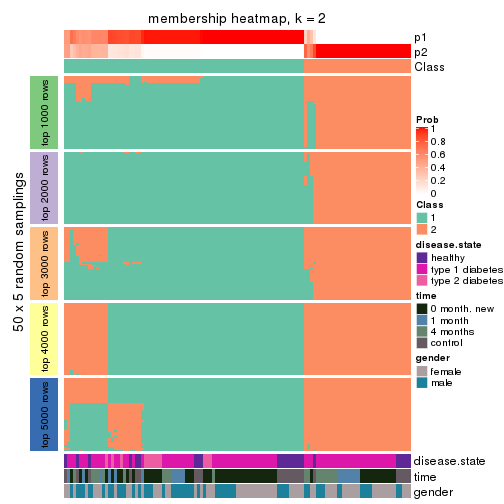 membership heatmap, k = 2
p1
p2
Class
50 x 5 random samplings
top 1000 rows
top 2000 rows
top 3000 rows
top 4000 rows
top 5000 rows
disease.state
time
gender
Prob
1
0.8
0.6
0.4
0.2
0
Class
1
2
disease.state
healthy
type 1 diabetes
type 2 diabetes
time
0 month. new
1 month
4 months
control
gender
female
male